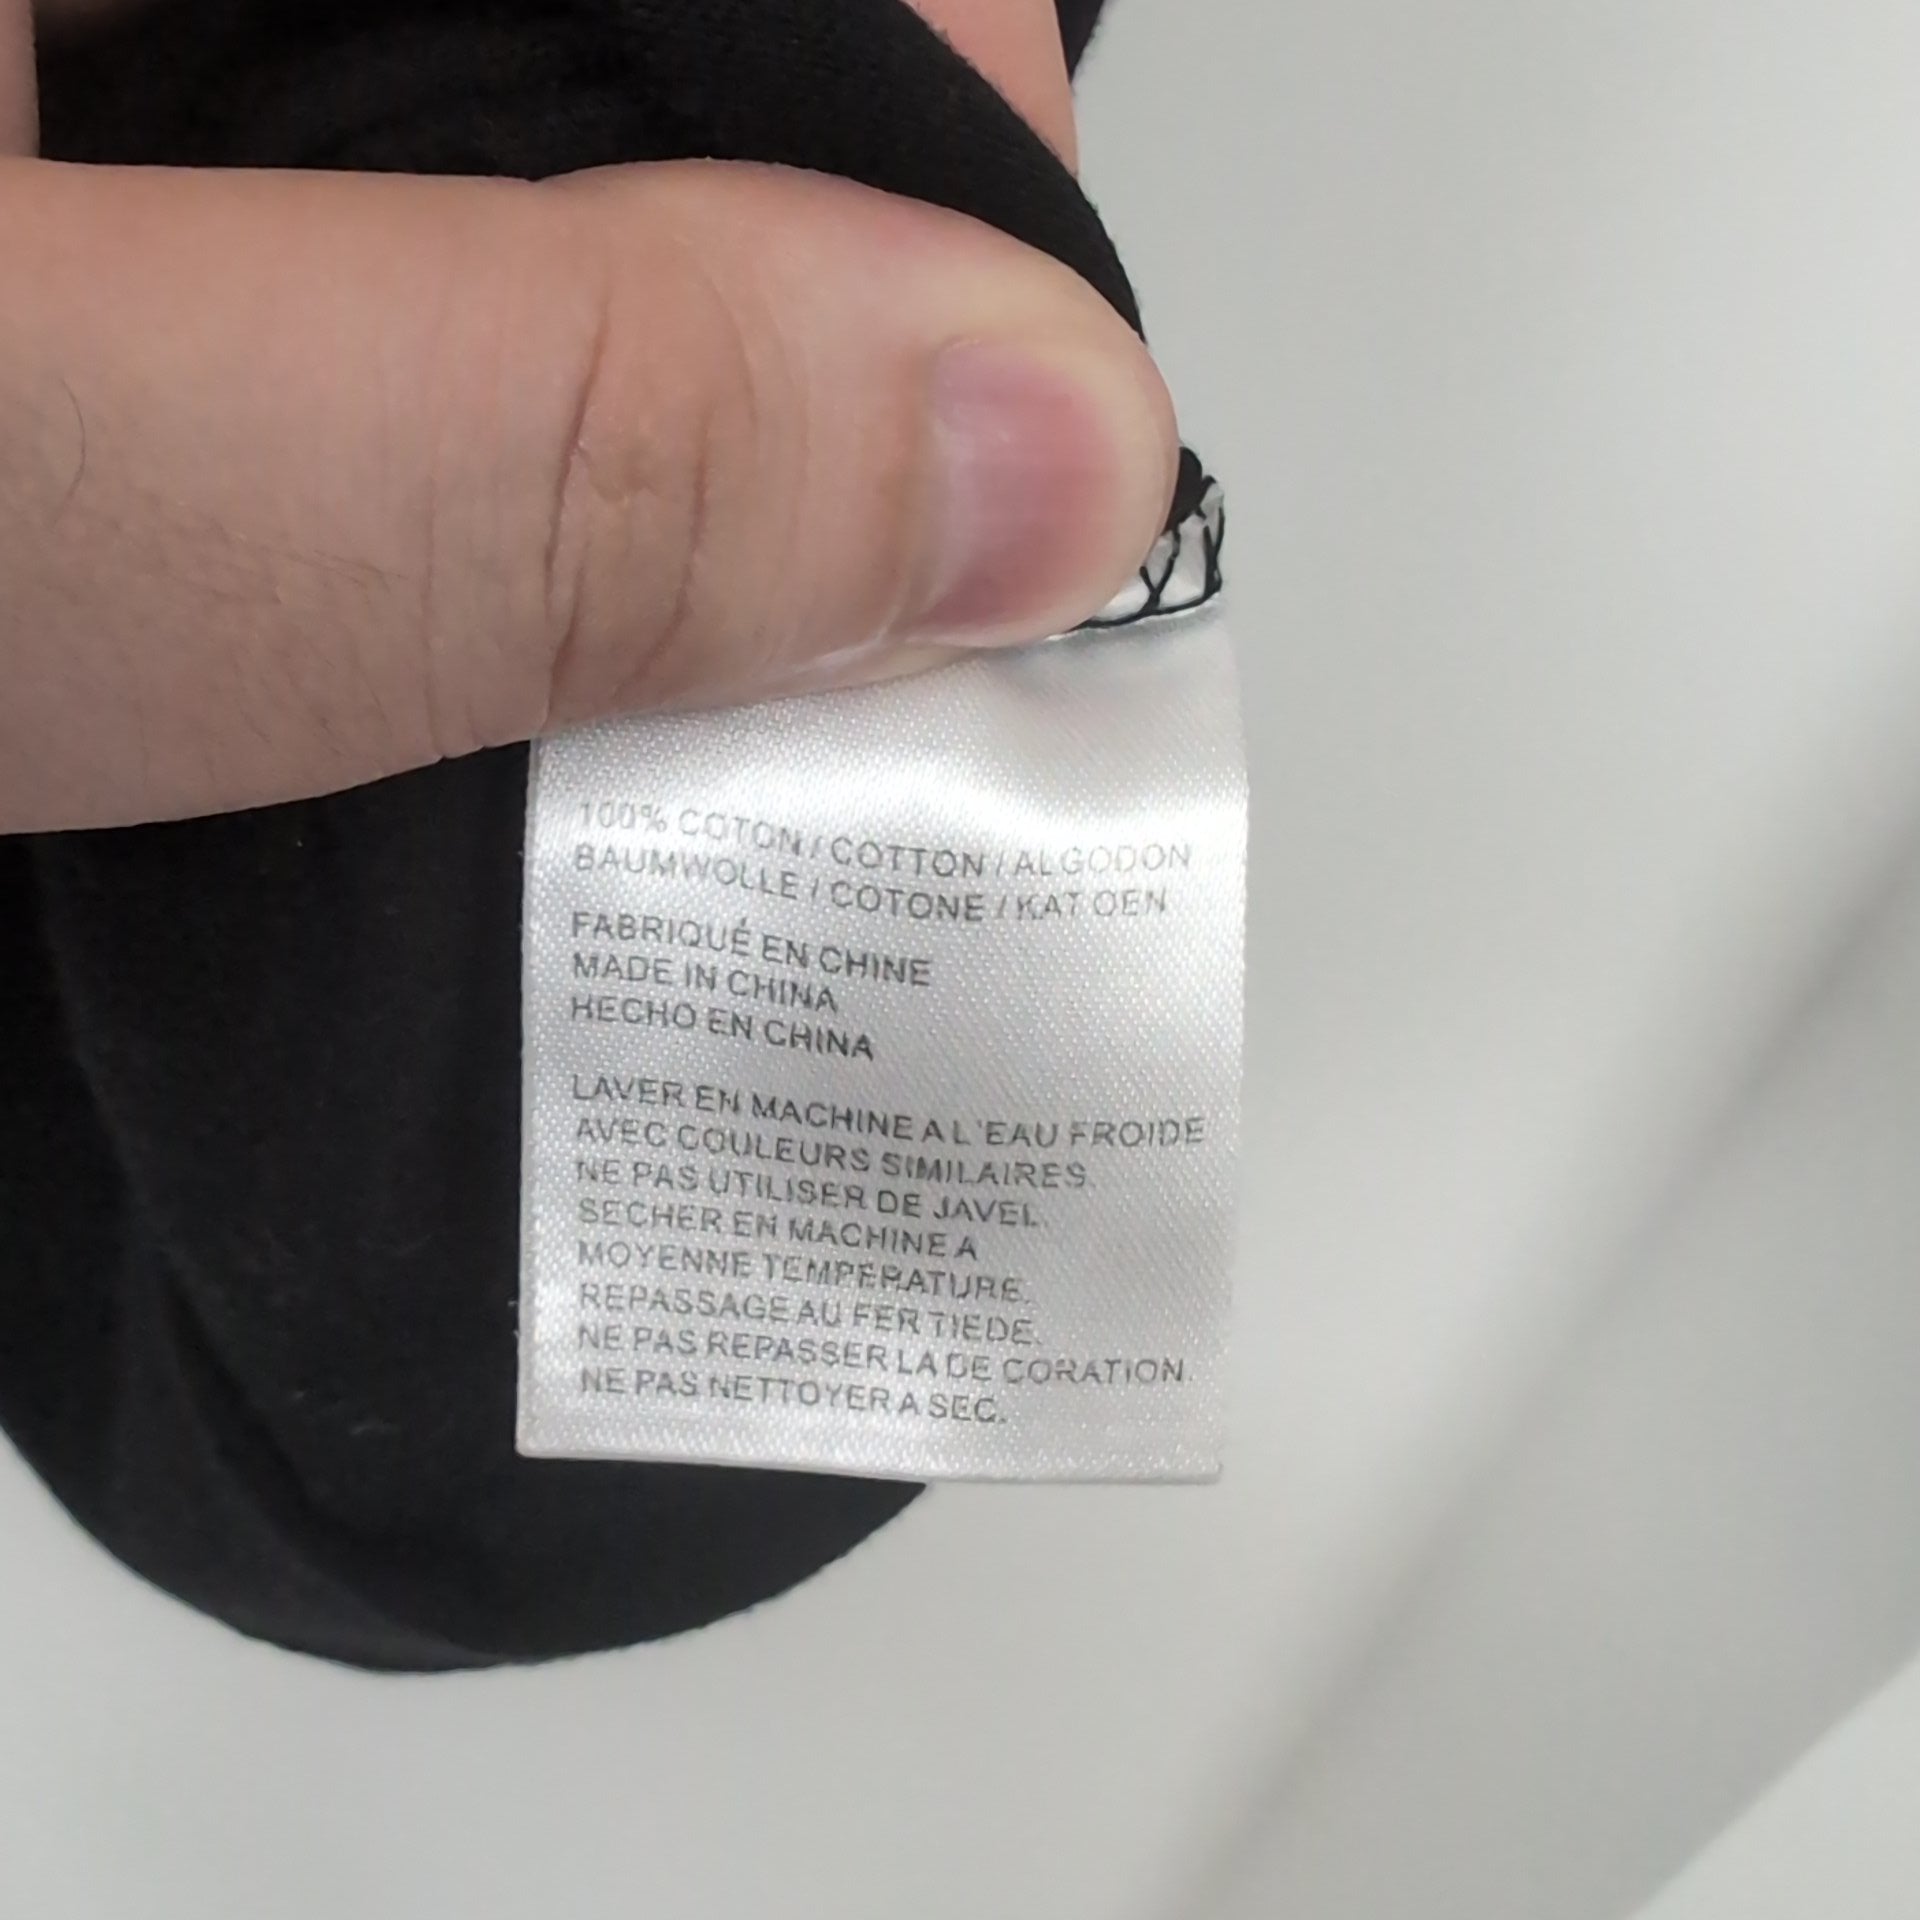 100% COTON / COTTON / ALGODON
BAUMWOLLE / COTONE / KATOEN
FABRIQUÉ EN CHINE
MADE IN CHINA
HECHO EN CHINA
LAVER EN MACHINE A L'EAU FROIDE
AVEC COULEURS SIMILAIRES.
NE PAS UTILISER DE JAVEL.
SECHER EN MACHINE A
MOYENNE TEMPERATURE.
REPASSAGE AU FER TIEDE.
NE PAS REPASSER LA DE CORATION.
NE PAS NETTOYER A SEC.